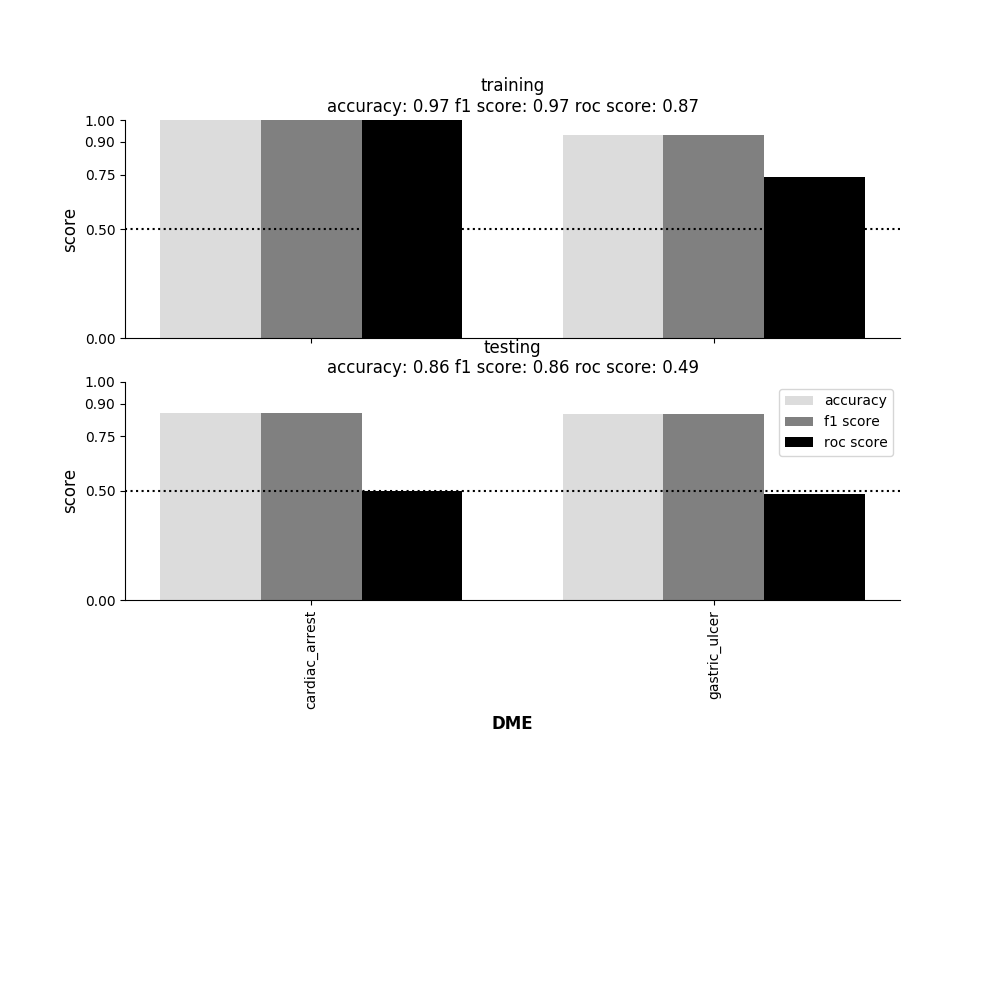 training
accuracy: 0.97 f1 score: 0.97 roc score: 0.87
1.00
0.90
0.75
0.50
0.00
score
testing
accuracy: 0.86 f1 score: 0.86 roc score: 0.49
1.00
0.90
0.75
0.50
0.00
score
accuracy
f1 score
roc score
cardiac_arrest
gastric_ulcer
DME